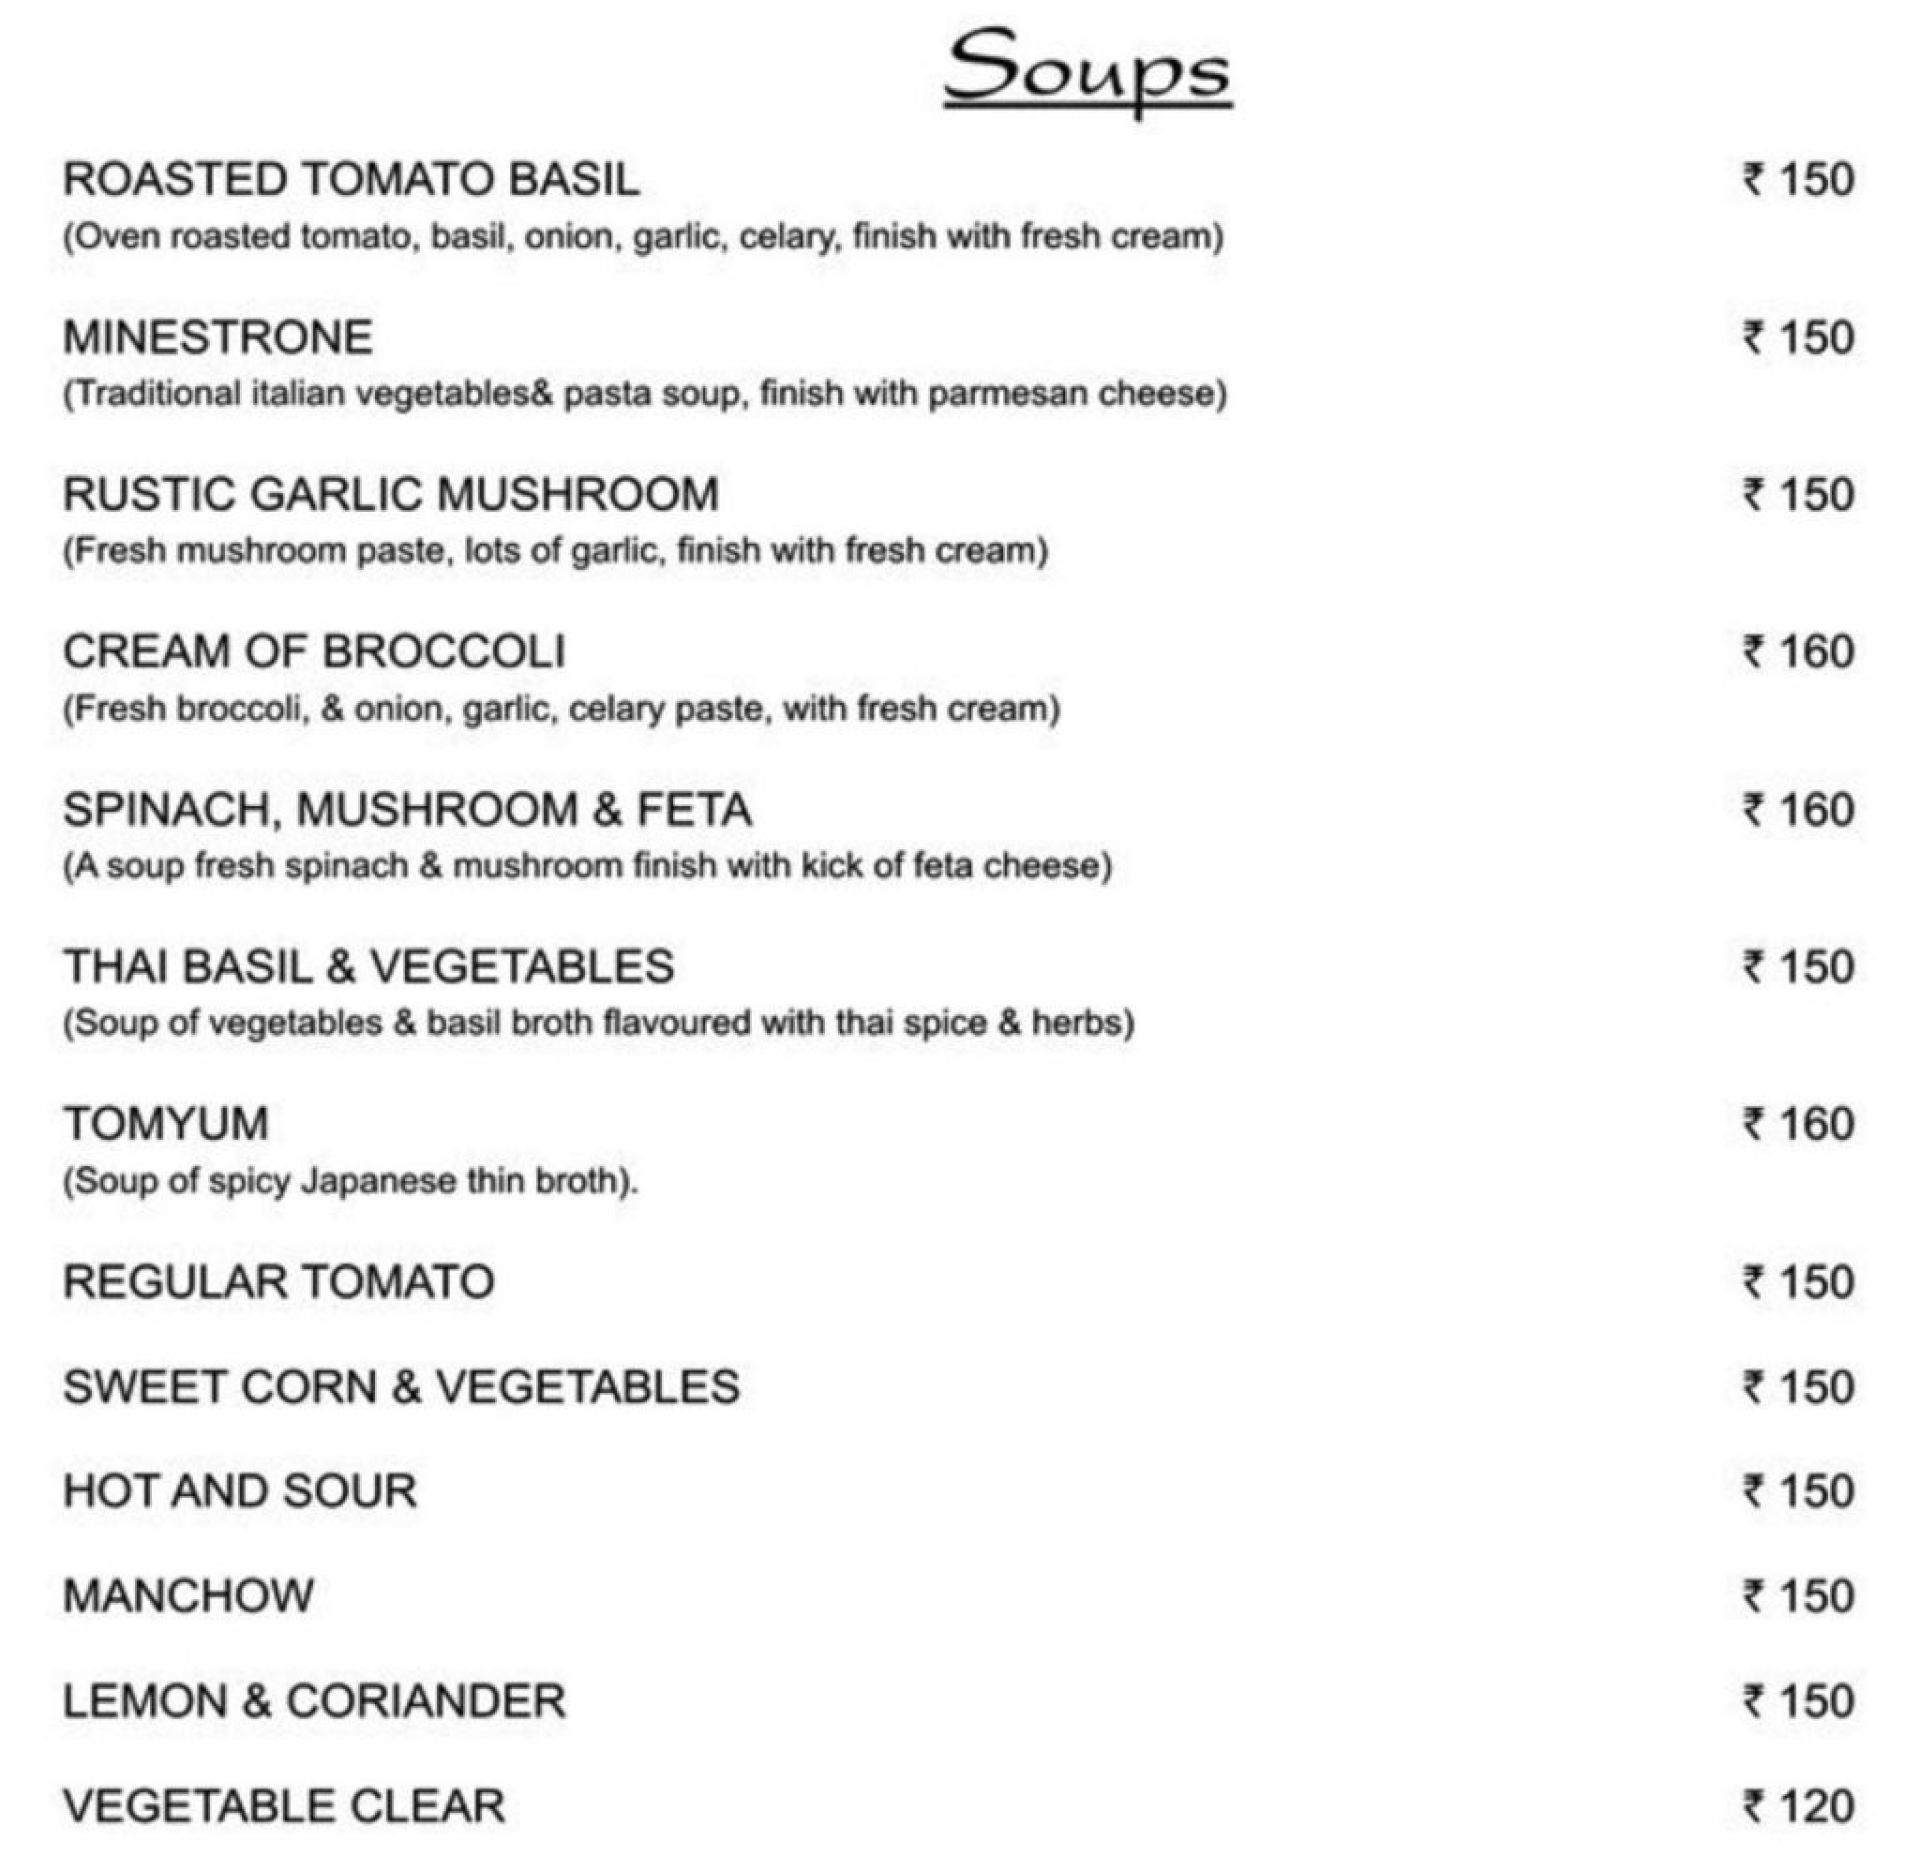 Soups
ROASTED TOMATO BASIL ₹ 150
(Oven roasted tomato, basil, onion, garlic, celary, finish with fresh cream)
MINESTRONE ₹ 150
(Traditional italian vegetables& pasta soup, finish with parmesan cheese)
RUSTIC GARLIC MUSHROOM ₹ 150
(Fresh mushroom paste, lots of garlic, finish with fresh cream)
CREAM OF BROCCOLI ₹ 160
(Fresh broccoli, & onion, garlic, celary paste, with fresh cream)
SPINACH, MUSHROOM & FETA ₹ 160
(A soup fresh spinach & mushroom finish with kick of feta cheese)
THAI BASIL & VEGETABLES ₹ 150
(Soup of vegetables & basil broth flavoured with thai spice & herbs)
TOMYUM ₹ 160
(Soup of spicy Japanese thin broth).
REGULAR TOMATO ₹ 150
SWEET CORN & VEGETABLES ₹ 150
HOT AND SOUR ₹ 150
MANCHOW ₹ 150
LEMON & CORIANDER ₹ 150
VEGETABLE CLEAR ₹ 120